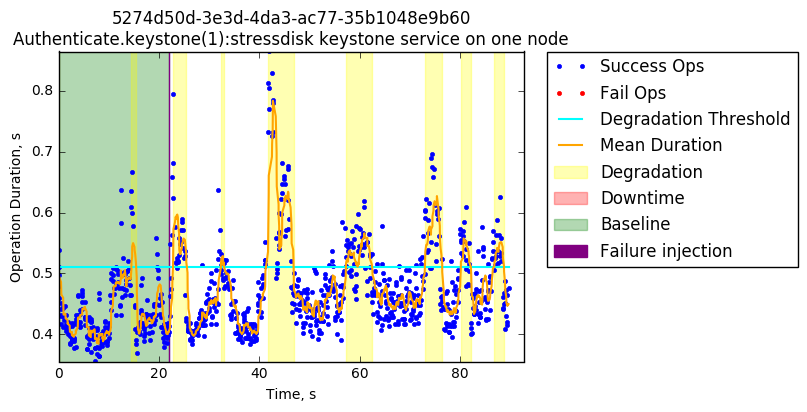 5274d50d-3e3d-4da3-ac77-35b1048e9b60
Authenticate.keystone(1):stressdisk keystone service on one node
Operation Duration, s
0.8
0.7
0.6
0.5
0.4
0
20
40
60
80
Time, s
Success Ops
Fail Ops
Degradation Threshold
Mean Duration
Degradation
Downtime
Baseline
Failure injection